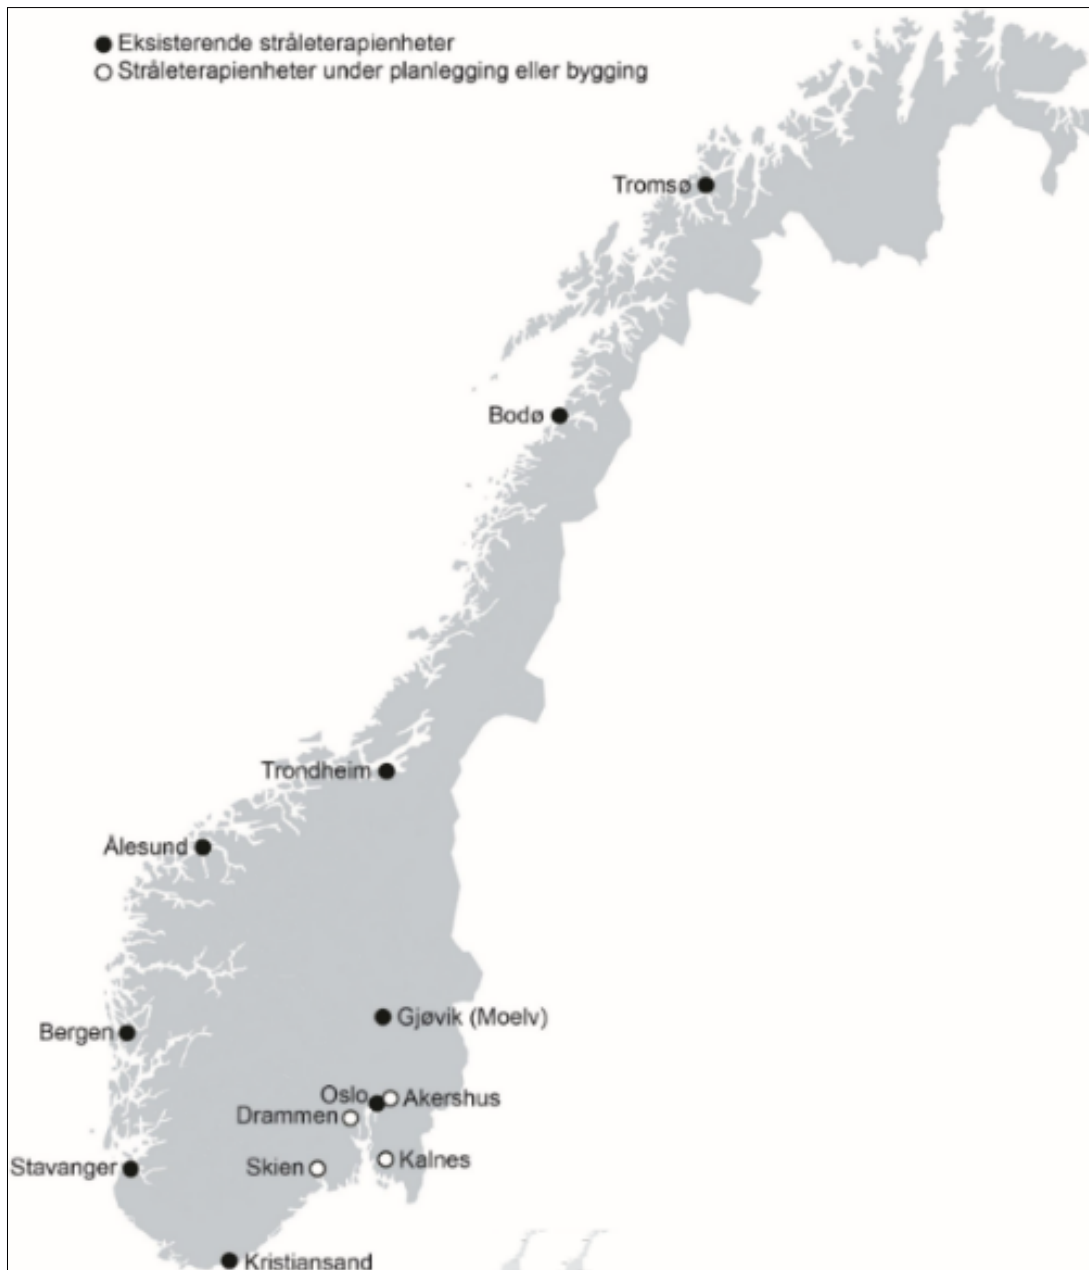 Eksisterende stråleterapienheter
Stråleterapienheter under planlegging eller bygging
Tromsø
Bodø
Trondheim
Ålesund
Gjøvik (Moelv)
Bergen
Oslo
Akershus
Drammen
Kalnes
Skien
Stavanger
Kristiansand